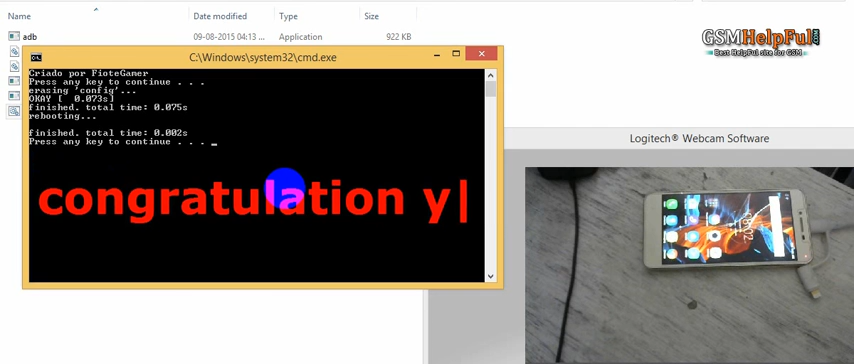 Name
Date modified
Type
Size
adb
09-08-2015 04:13 ...
Application
922 KB
GSMHelpFul.COM
Best HelpFul site for GSM
C:\Windows\system32\cmd.exe
Criado por FioteGamer
Press any key to continue . . .
erasing 'config'...
OKAY [  0.073s]
finished. total time: 0.075s
rebooting...
finished. total time: 0.002s
Press any key to continue . . . _
congratulation y|
Logitech® Webcam Software
08:02